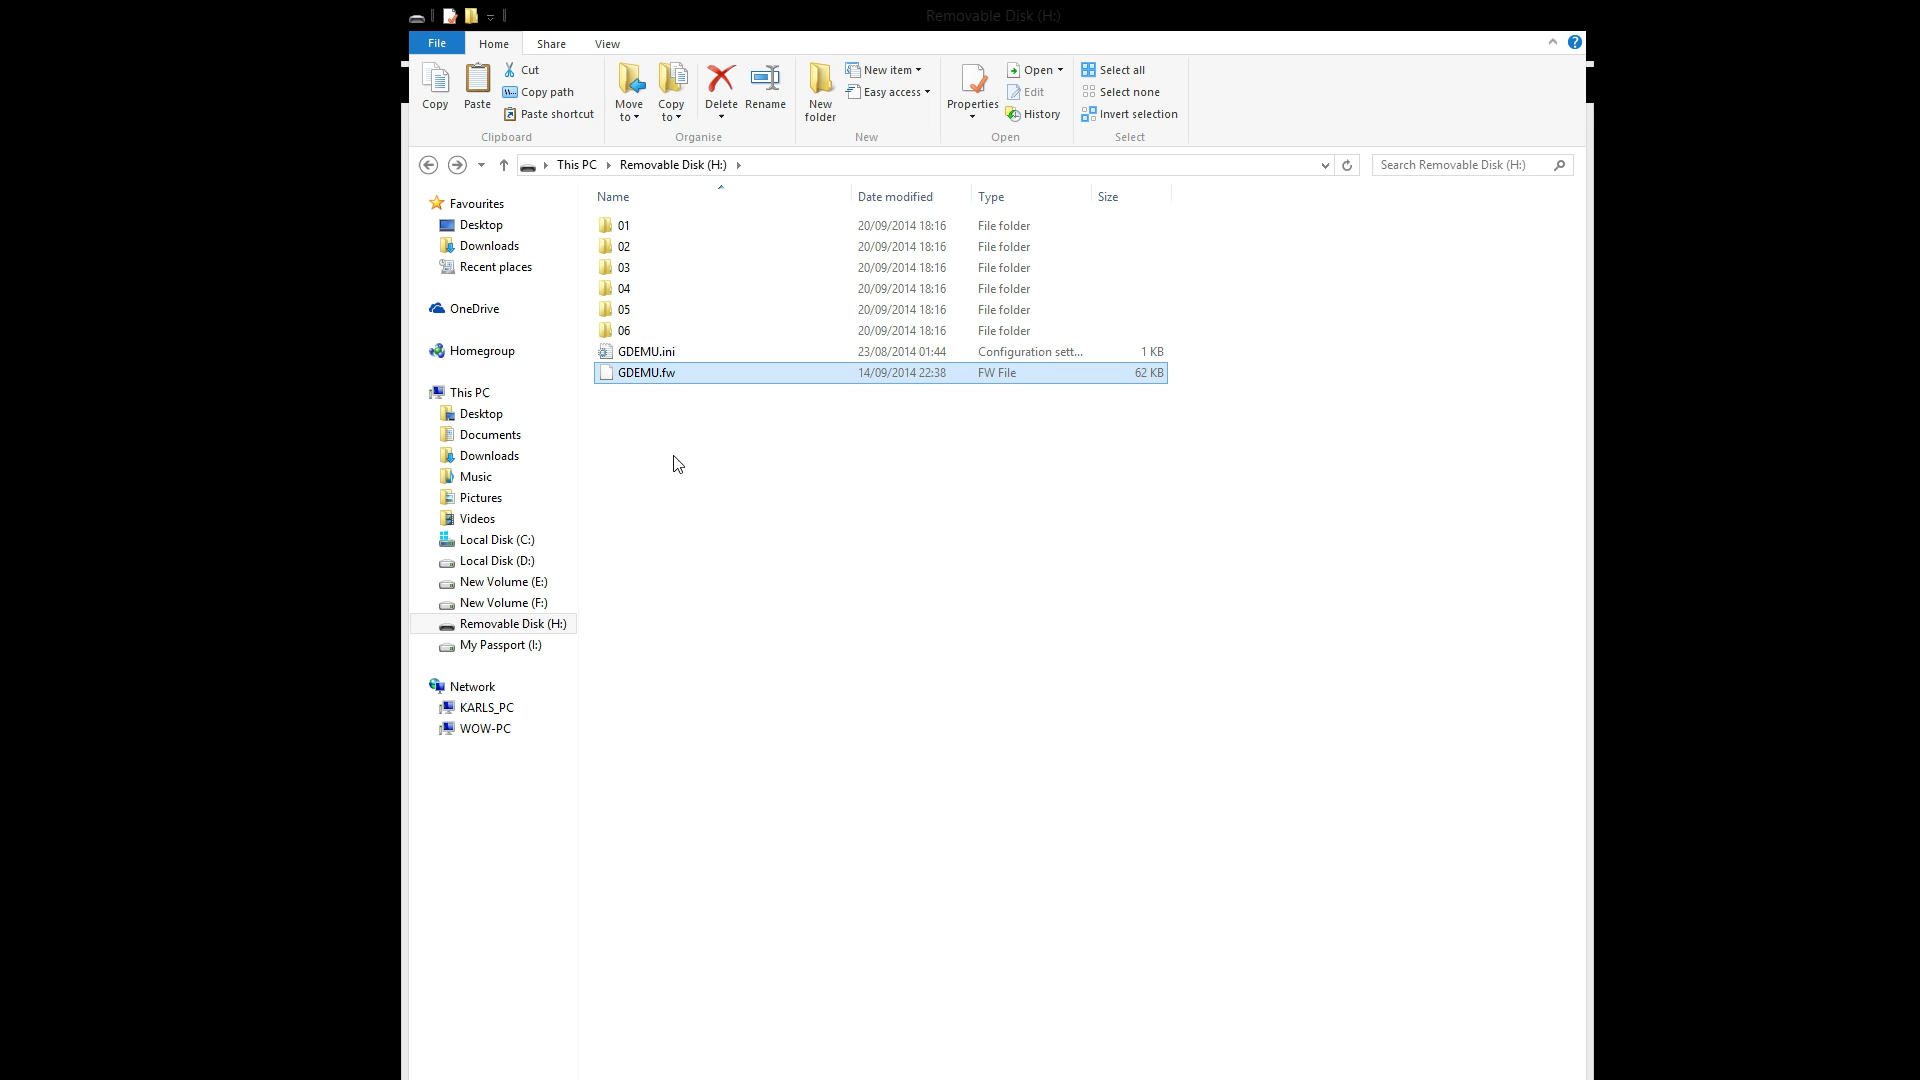 Removable Disk (H:)
File Home Share View
Copy
Paste
Cut
Copy path
Paste shortcut
Clipboard
Move to
Copy to
Delete
Rename
Organise
New folder
New item
Easy access
New
Properties
Open
Edit
History
Open
Select all
Select none
Invert selection
Select
This PC Removable Disk (H:)
Search Removable Disk (H:)
Favourites
Desktop
Downloads
Recent places
OneDrive
Homegroup
This PC
Desktop
Documents
Downloads
Music
Pictures
Videos
Local Disk (C:)
Local Disk (D:)
New Volume (E:)
New Volume (F:)
Removable Disk (H:)
My Passport (I:)
Network
KARLS_PC
WOW-PC
Name Date modified Type Size
01 20/09/2014 18:16 File folder
02 20/09/2014 18:16 File folder
03 20/09/2014 18:16 File folder
04 20/09/2014 18:16 File folder
05 20/09/2014 18:16 File folder
06 20/09/2014 18:16 File folder
GDEMU.ini 23/08/2014 01:44 Configuration sett... 1 KB
GDEMU.fw 14/09/2014 22:38 FW File 62 KB